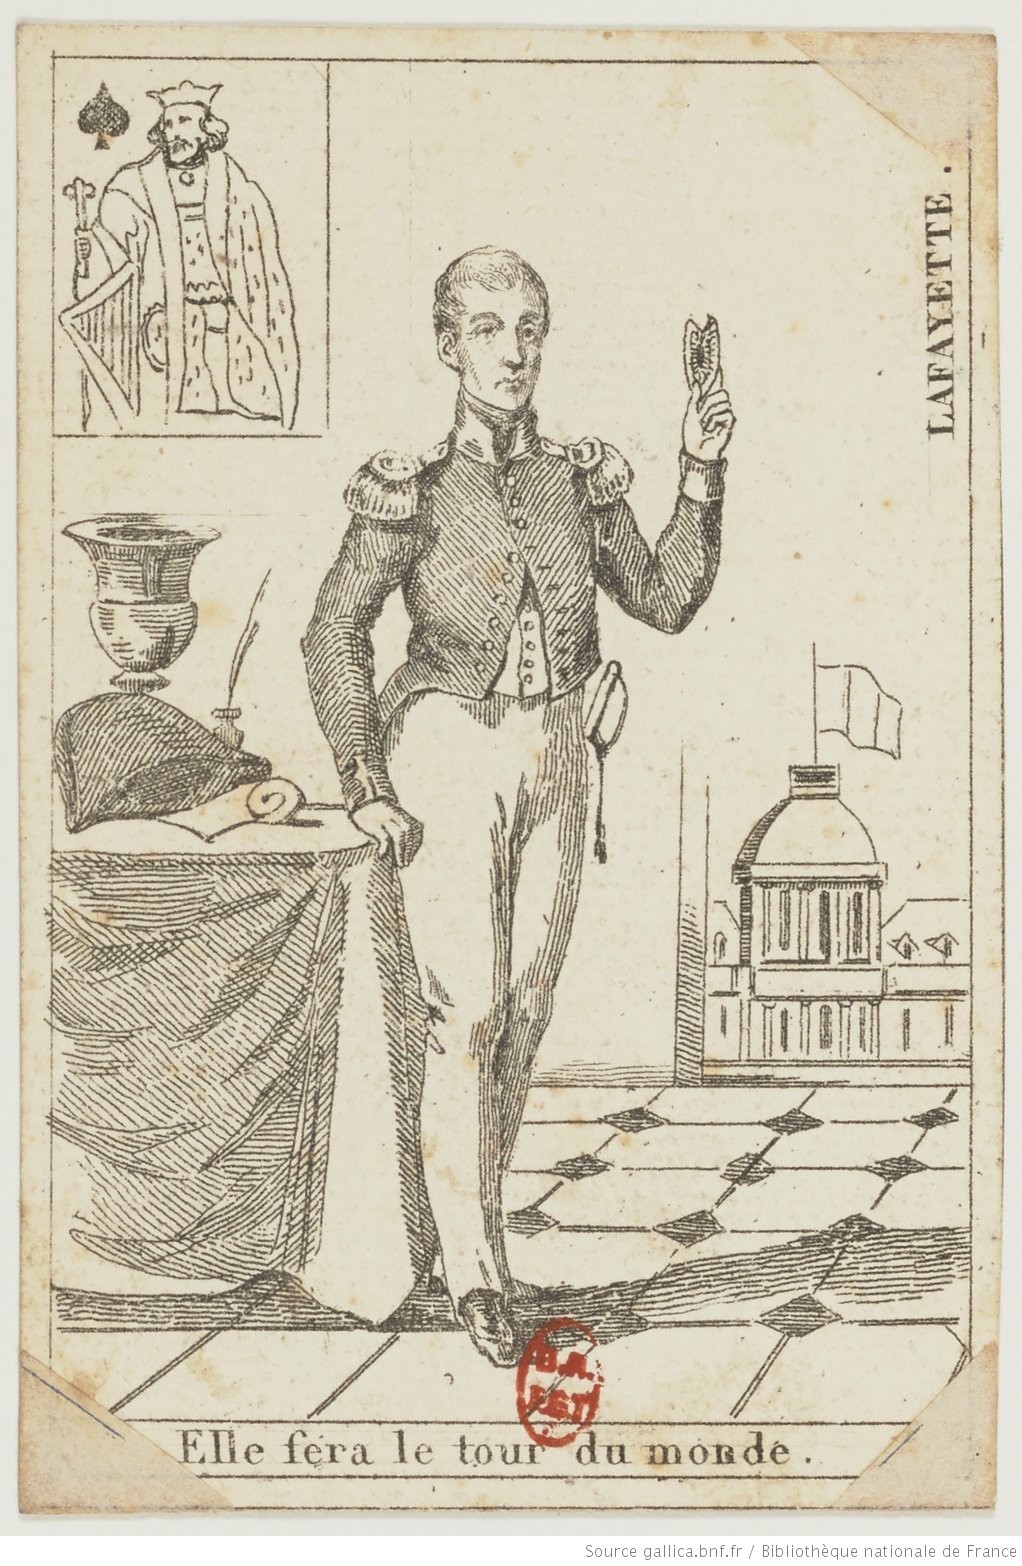 LAFAYETTE.
Elle fera le tour du monde.
Source gallica.bnf.fr / Bibliothèque nationale de France